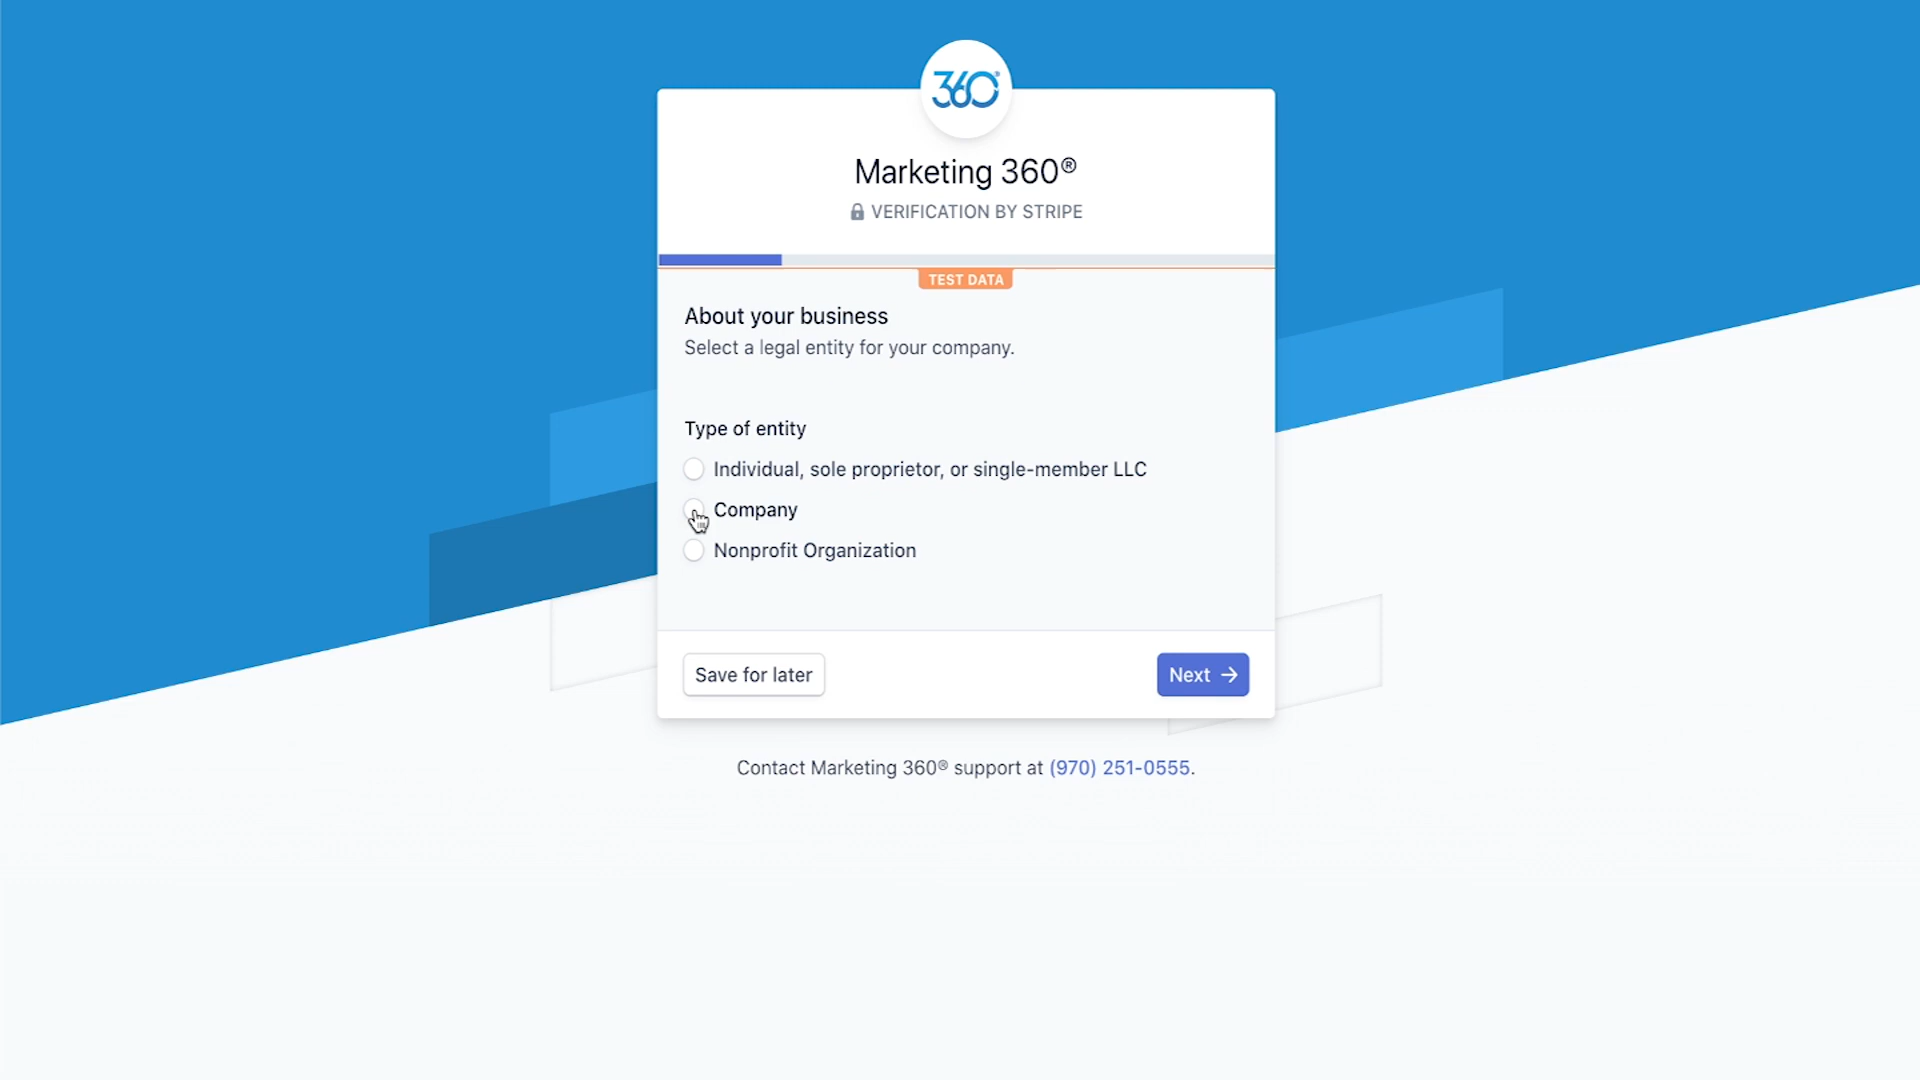 360®
Marketing 360®
VERIFICATION BY STRIPE
TEST DATA
About your business
Select a legal entity for your company.
Type of entity
Individual, sole proprietor, or single-member LLC
Company
Nonprofit Organization
Save for later
Next →
Contact Marketing 360® support at (970) 251-0555.